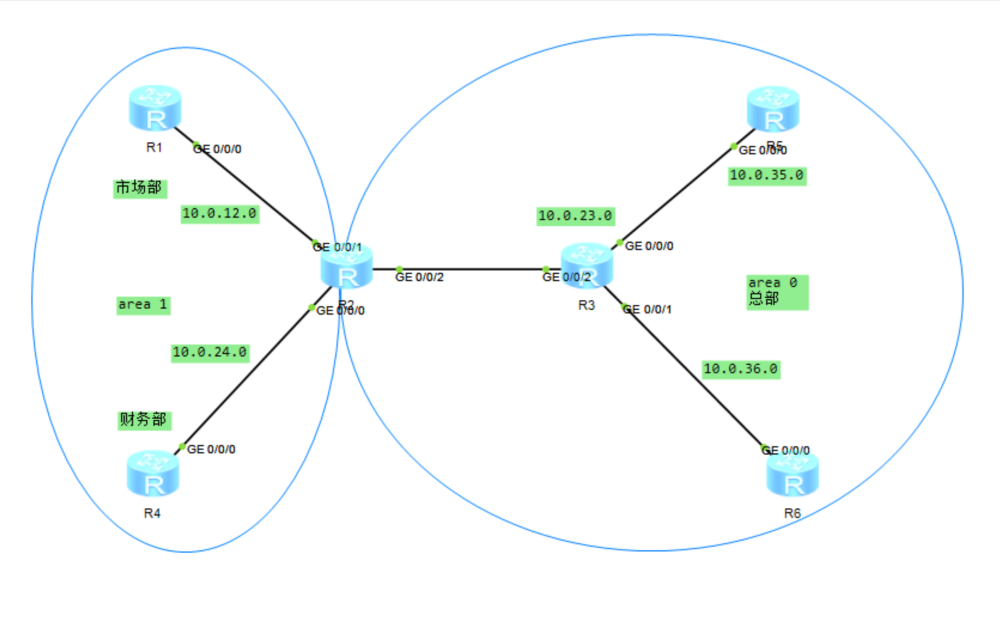 R
R1
GE 0/0/0
市场部
10.0.12.0
GE 0/0/1
R
R2
GE 0/0/2
GE 0/0/0
area 1
10.0.24.0
财务部
GE 0/0/0
R
R4
10.0.23.0
GE 0/0/2
R
R3
GE 0/0/0
GE 0/0/1
R
R5
GE 0/0/0
10.0.35.0
area 0
总部
10.0.36.0
GE 0/0/0
R
R6